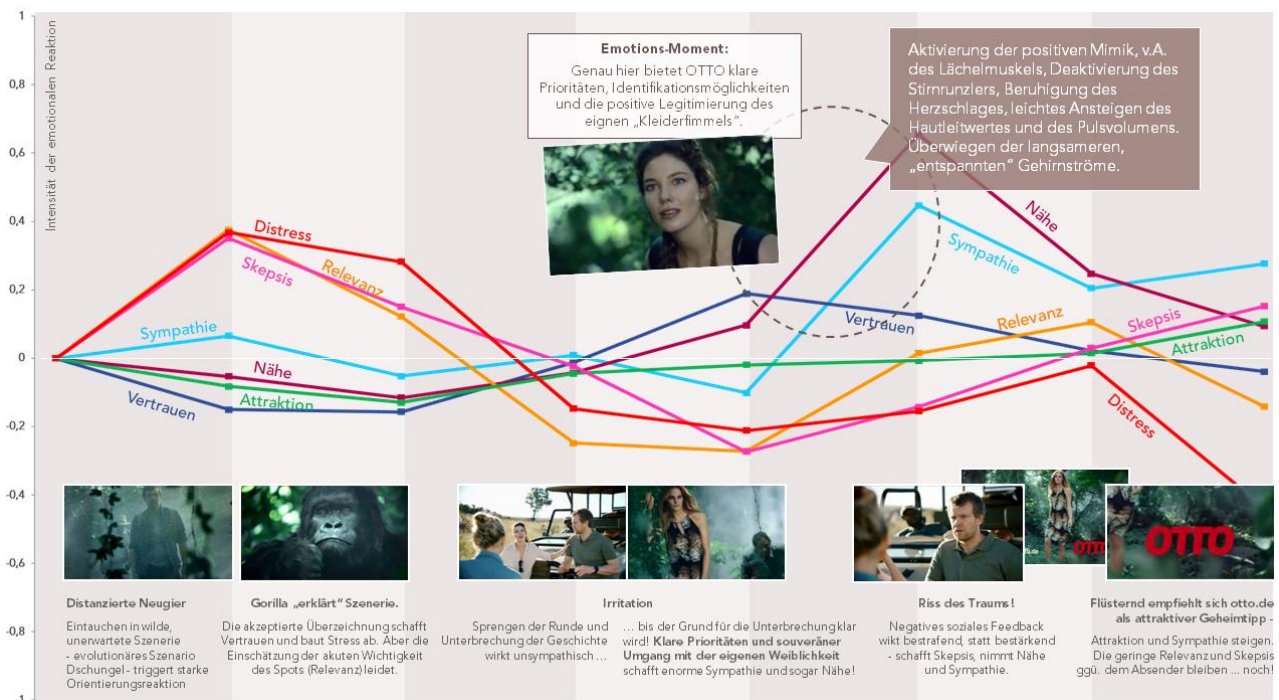 1
0,8
0,6
0,4
0,2
0
-0,2
-0,4
-0,6
-0,8
-1
Intensität der emotionalen Reaktion
Emotions-Moment:
Genau hier bietet OTTO klare
Prioritäten, Identifikationsmöglichkeiten
und die positive Legitimierung des
eignen „Kleiderfimmels“.
Aktivierung der positiven Mimik, v.A.
des Lächelmuskels, Deaktivierung des
Stirnrunzlers, Beruhigung des
Herzschlages, leichtes Ansteigen des
Hautleitwertes und des Pulsvolumens.
Überwiegen der langsameren,
„entspannten“ Gehirnströme.
Distress
Skepsis
Relevanz
Sympathie
Nähe
Attraktion
Vertrauen
Nähe
Sympathie
Vertrauen
Relevanz
Skepsis
Attraktion
Distress
OTTO
Distanzierte Neugier
Eintauchen in wilde,
unerwartete Szenerie
- evolutionäres Szenario
Dschungel - triggert starke
Orientierungsreaktion
Gorilla „erklärt“ Szenerie.
Die akzeptierte Überzeichnung schafft
Vertrauen und baut Stress ab. Aber die
Einschätzung der akuten Wichtigkeit
des Spots (Relevanz) leidet.
Irritation
Sprengen der Runde und
Unterbrechung der Geschichte
wirkt unsympathisch ...
... bis der Grund für die Unterbrechung klar
wird! Klare Prioritäten und souveräner
Umgang mit der eigenen Weiblichkeit
schafft enorme Sympathie und sogar Nähe!
Riss des Traums!
Negatives soziales Feedback
wikt bestrafend, statt bestärkend
- schafft Skepsis, nimmt Nähe
und Sympathie.
Flüsternd empfiehlt sich otto.de
als attraktiver Geheimtipp -
Attraktion und Sympathie steigen.
Die geringe Relevanz und Skepsis
ggü. dem Absender bleiben ... noch!